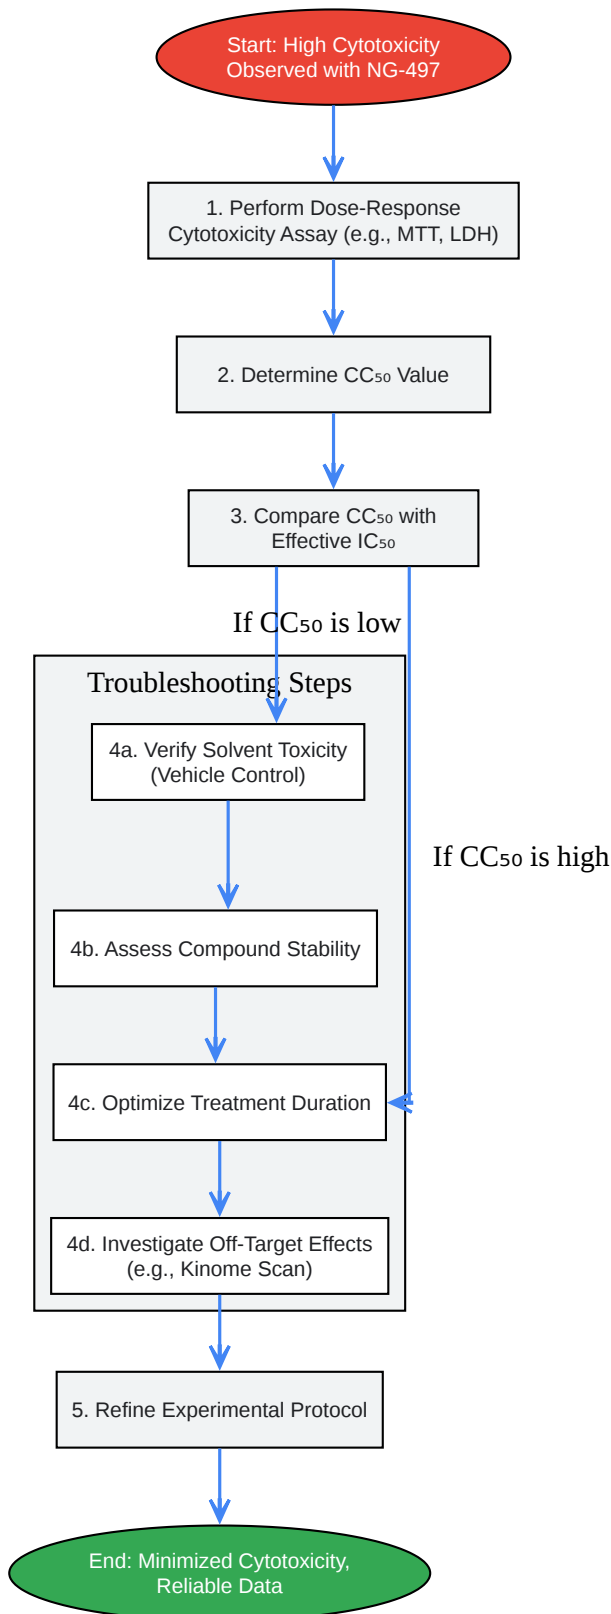 Start: High Cytotoxicity
Observed with NG-497
1. Perform Dose-Response
Cytotoxicity Assay (e.g., MTT, LDH)
2. Determine CC₅₀ Value
3. Compare CC₅₀ with
Effective IC₅₀
If CC₅₀ is low
Troubleshooting Steps
4a. Verify Solvent Toxicity
(Vehicle Control)
If CC₅₀ is high
4b. Assess Compound Stability
4c. Optimize Treatment Duration
4d. Investigate Off-Target Effects
(e.g., Kinome Scan)
5. Refine Experimental Protocol
End: Minimized Cytotoxicity,
Reliable Data